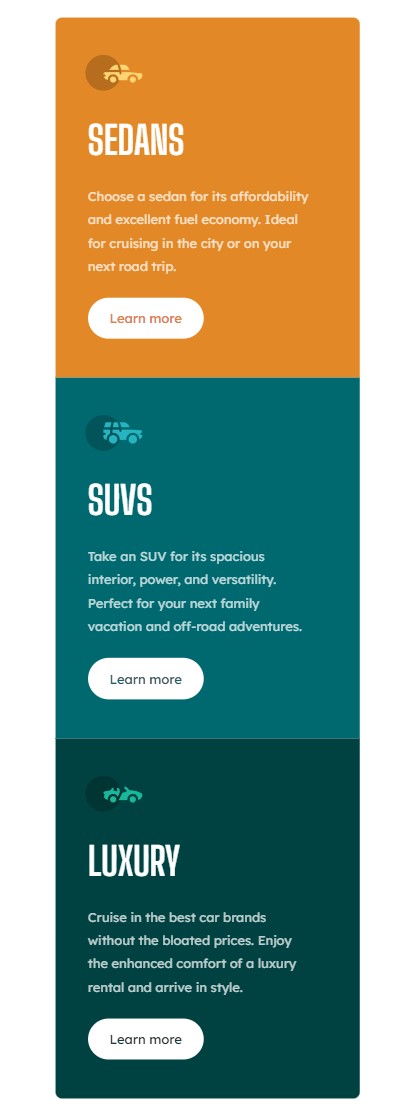 SEDANS
Choose a sedan for its affordability
and excellent fuel economy. Ideal
for cruising in the city or on your
next road trip.
Learn more
SUVS
Take an SUV for its spacious
interior, power, and versatility.
Perfect for your next family
vacation and off-road adventures.
Learn more
LUXURY
Cruise in the best car brands
without the bloated prices. Enjoy
the enhanced comfort of a luxury
rental and arrive in style.
Learn more